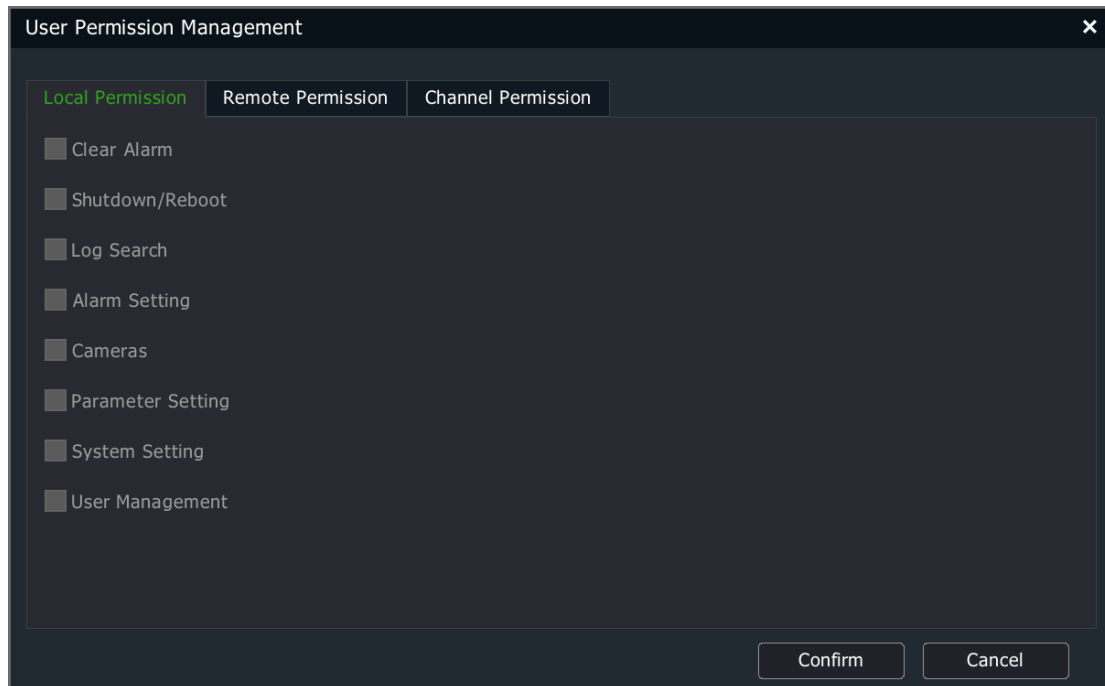 User Permission Management
Local Permission Remote Permission Channel Permission
Clear Alarm
Shutdown/Reboot
Log Search
Alarm Setting
Cameras
Parameter Setting
System Setting
User Management
Confirm Cancel